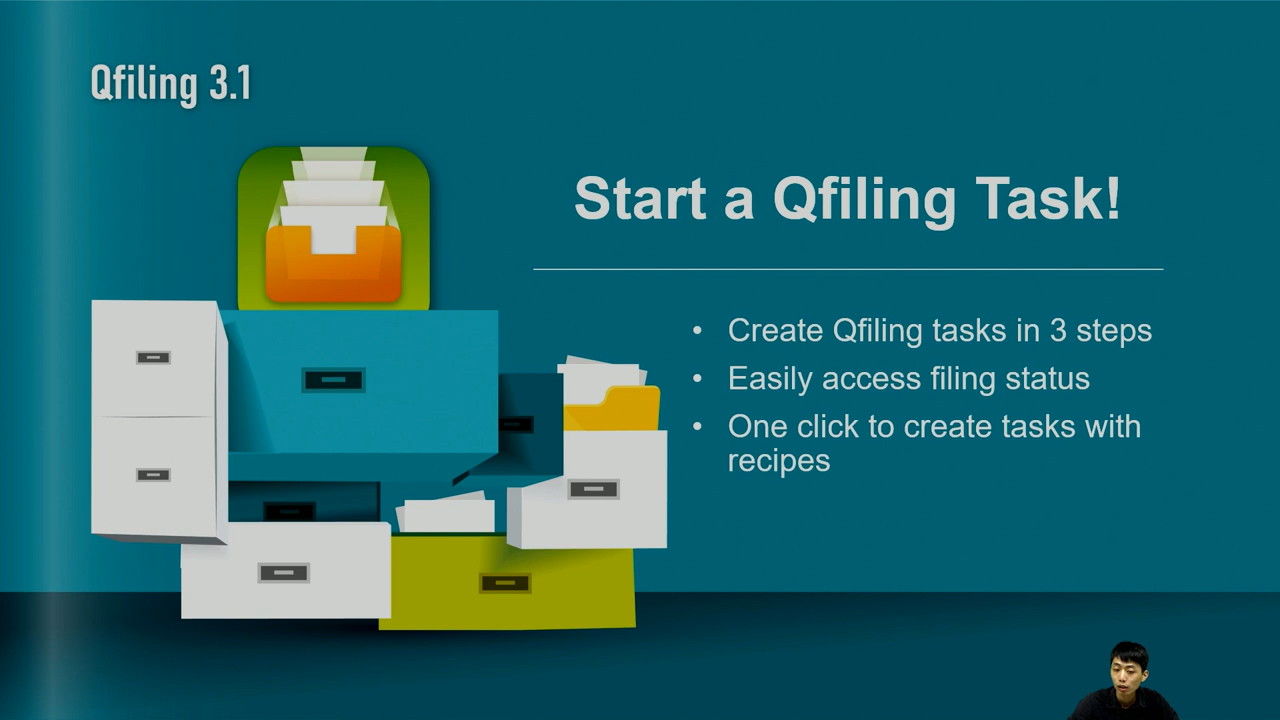 Qfiling 3.1
Start a Qfiling Task!
• Create Qfiling tasks in 3 steps
• Easily access filing status
• One click to create tasks with
recipes